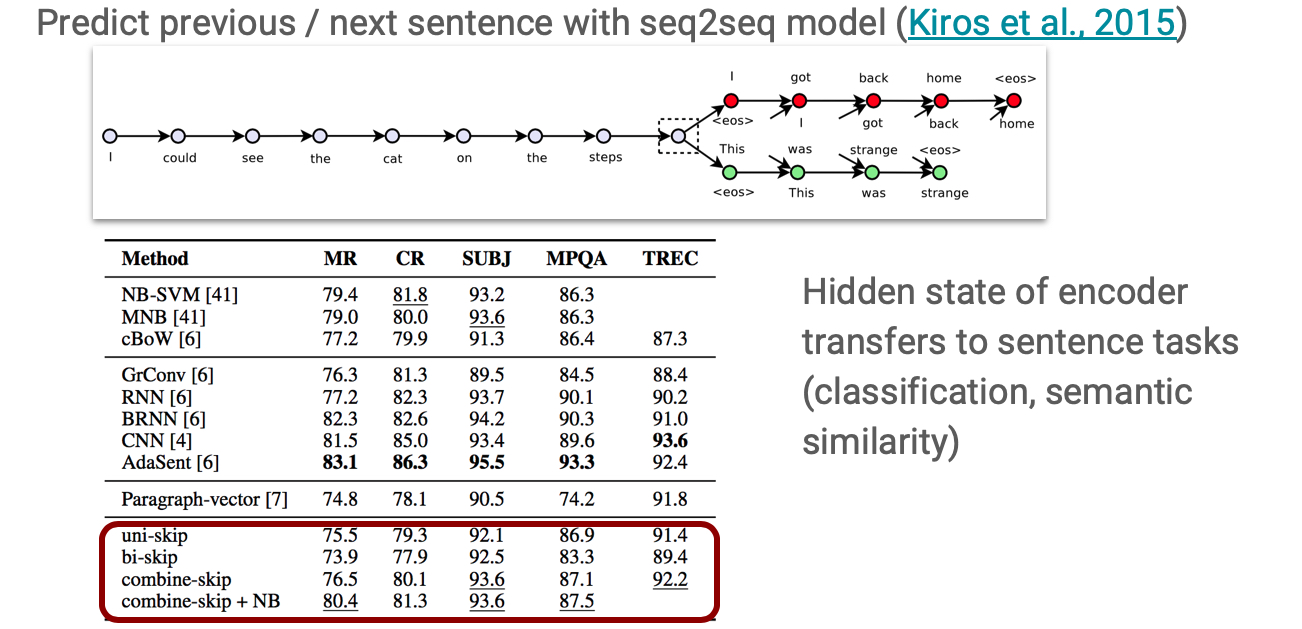 Predict previous / next sentence with seq2seq model (Kiros et al., 2015)
I got back home <eos>
<eos> I got back home
I could see the cat on the steps
This was strange <eos>
<eos> This was strange
Method MR CR SUBJ MPQA TREC
NB-SVM [41] 79.4 81.8 93.2 86.3
MNB [41] 79.0 80.0 93.6 86.3
cBoW [6] 77.2 79.9 91.3 86.4 87.3
GrConv [6] 76.3 81.3 89.5 84.5 88.4
RNN [6] 77.2 82.3 93.7 90.1 90.2
BRNN [6] 82.3 82.6 94.2 90.3 91.0
CNN [4] 81.5 85.0 93.4 89.6 93.6
AdaSent [6] 83.1 86.3 95.5 93.3 92.4
Paragraph-vector [7] 74.8 78.1 90.5 74.2 91.8
uni-skip 75.5 79.3 92.1 86.9 91.4
bi-skip 73.9 77.9 92.5 83.3 89.4
combine-skip 76.5 80.1 93.6 87.1 92.2
combine-skip + NB 80.4 81.3 93.6 87.5
Hidden state of encoder
transfers to sentence tasks
(classification, semantic
similarity)